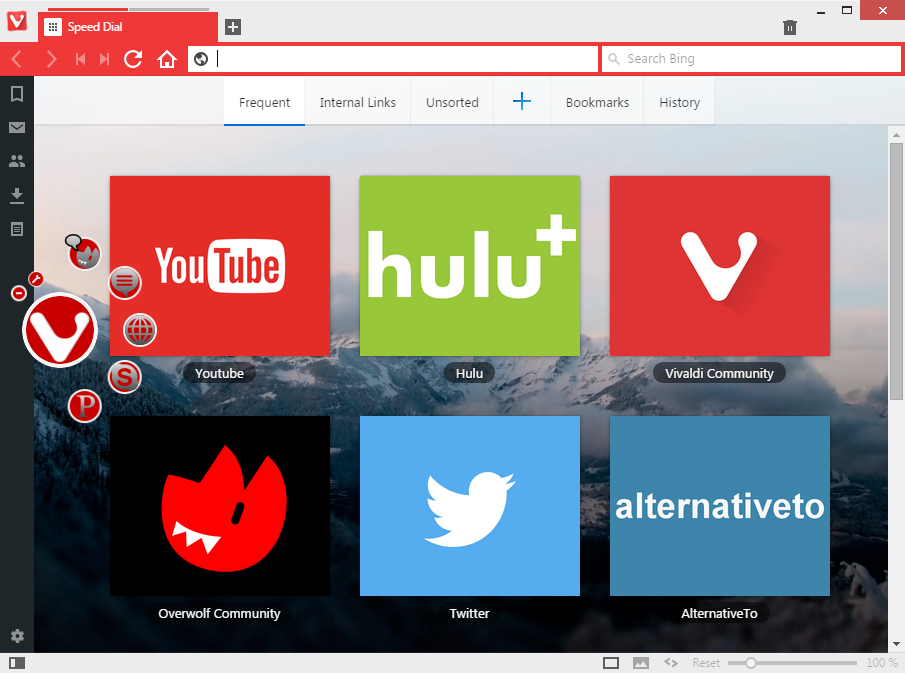 Speed Dial
Search Bing
Frequent
Internal Links
Unsorted
Bookmarks
History
YouTube
hulu+
Youtube
Hulu
Vivaldi Community
S
P
alternativeto
Overwolf Community
Twitter
AlternativeTo
Reset
100 %